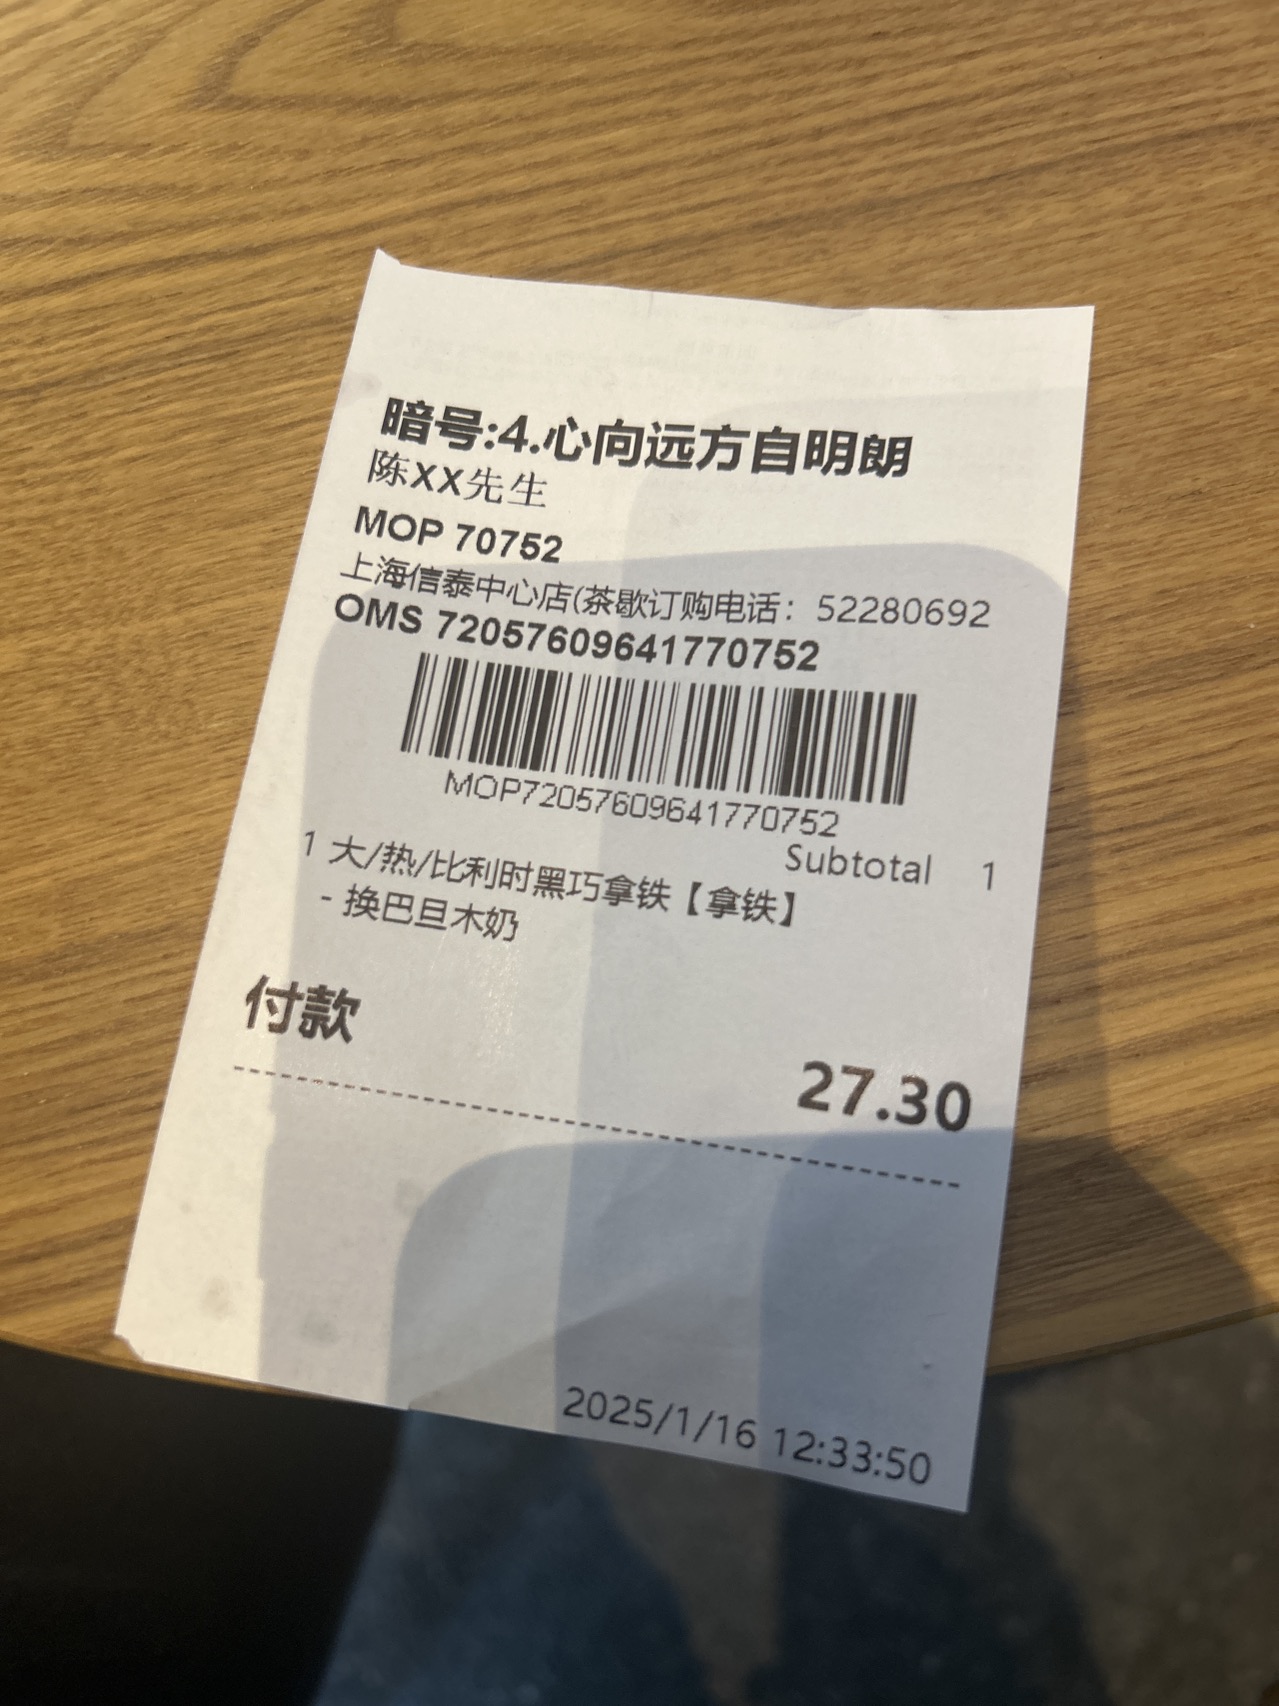 暗号:4.心向远方自明朗
陈XX先生
MOP 70752
上海信泰中心店(茶歇订购电话：52280692
OMS 72057609641770752
MOP72057609641770752
Subtotal 1
1 大/热/比利时黑巧拿铁【拿铁】
- 换巴旦木奶
付款
27.30
2025/1/16 12:33:50